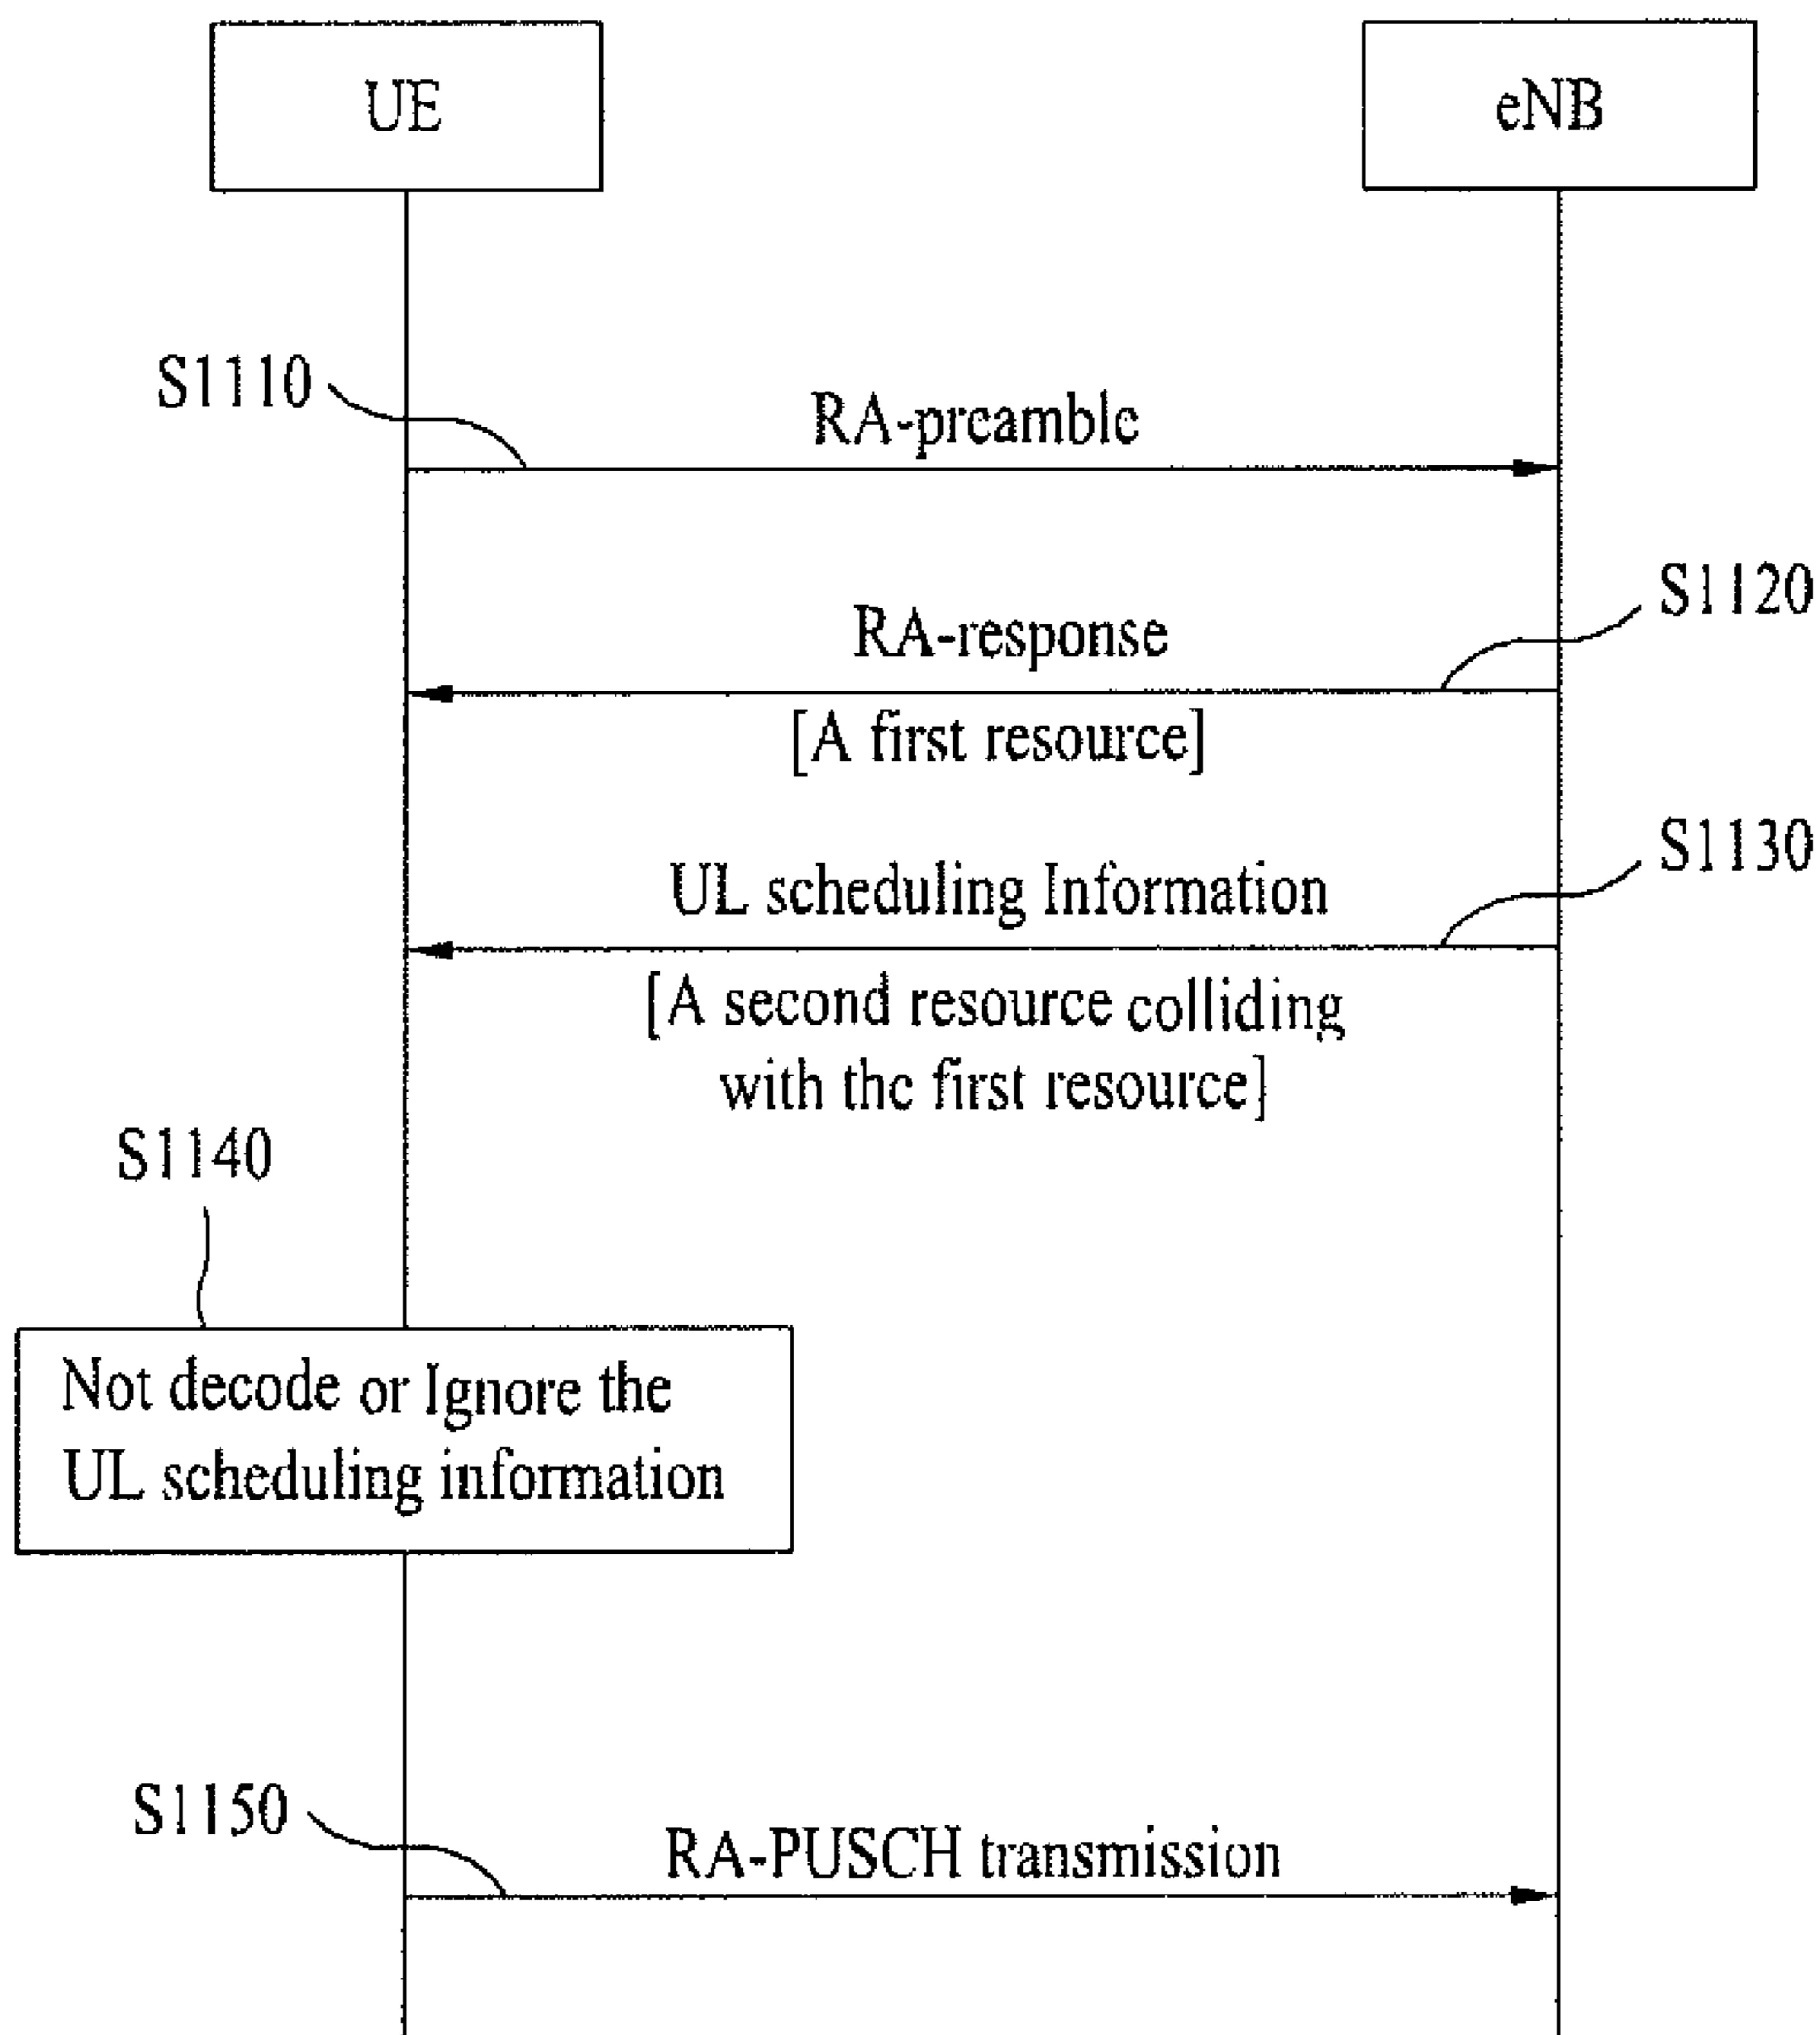 UE
eNB
S1110
RA-preamble
S1120
RA-response
[A first resource]
S1130
UL scheduling Information
[A second resource colliding
with the first resource]
S1140
Not decode or Ignore the
UL scheduling information
S1150
RA-PUSCH transmission